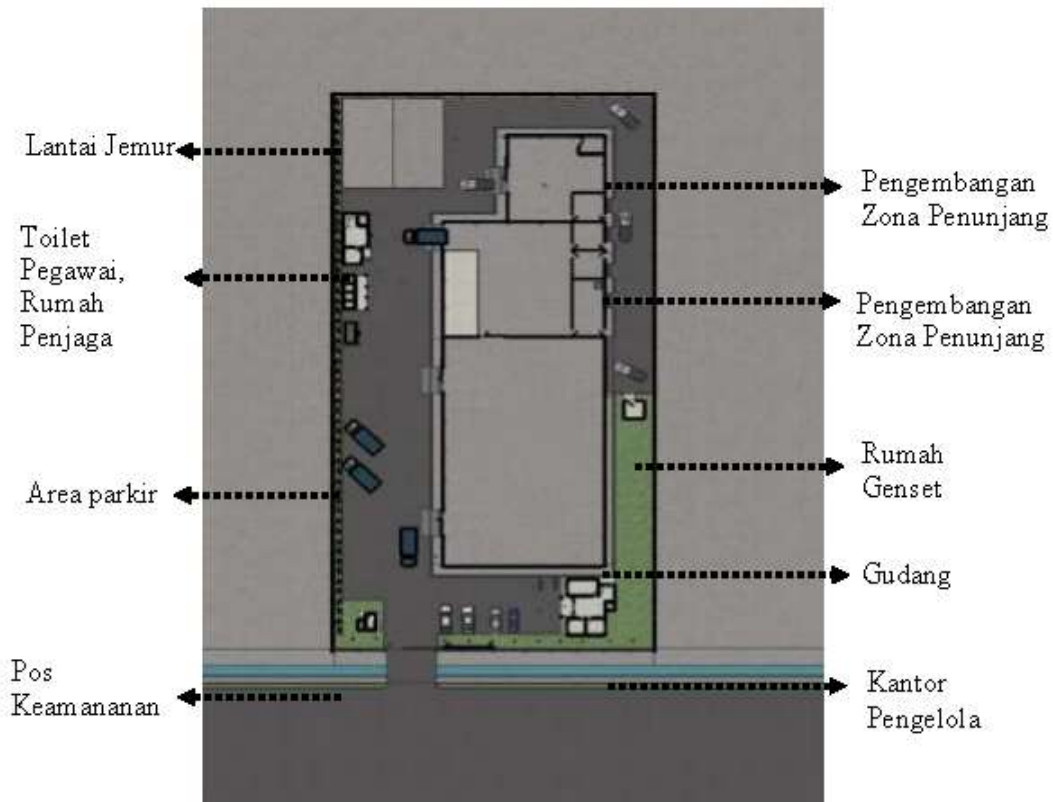 Lantai Jemur
Toilet
Pegawai,
Rumah
Penjaga
Area parkir
Pos
Keamananan
Pengembangan
Zona Penunjang
Pengembangan
Zona Penunjang
Rumah
Genset
Gudang
Kantor
Pengelola